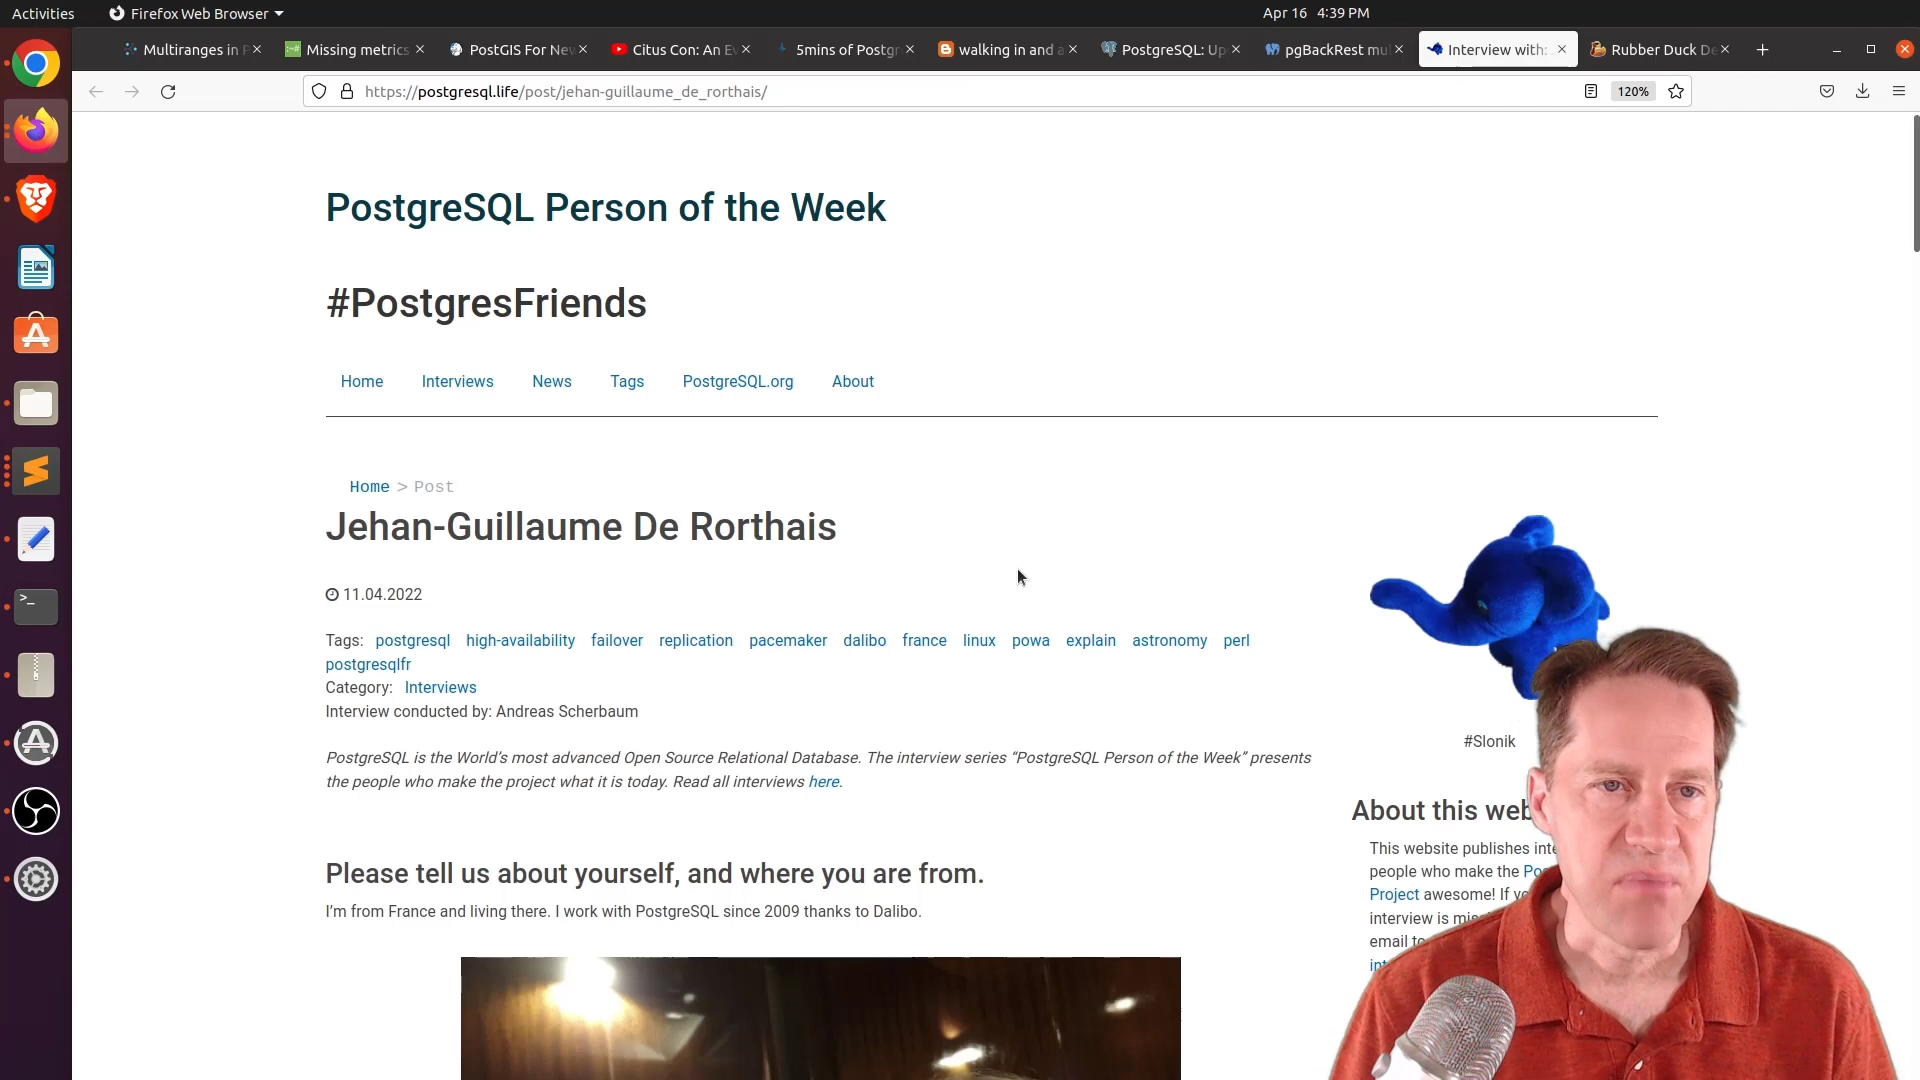 Activities
Firefox Web Browser
Apr 16 4:39 PM
Multiranges in P
Missing metrics
PostGIS For New
Citus Con: An Ev
5mins of Postgr
walking in and a
PostgreSQL: Up
pgBackRest mul
Interview with:
Rubber Duck De
https://postgresql.life/post/jehan-guillaume_de_rorthais/
120%
PostgreSQL Person of the Week
#PostgresFriends
Home Interviews News Tags PostgreSQL.org About
Home > Post
Jehan-Guillaume De Rorthais
11.04.2022
Tags: postgresql high-availability failover replication pacemaker dalibo france linux powa explain astronomy perl
postgresqlfr
Category: Interviews
Interview conducted by: Andreas Scherbaum
PostgreSQL is the World's most advanced Open Source Relational Database. The interview series “PostgreSQL Person of the Week” presents
the people who make the project what it is today. Read all interviews here.
Please tell us about yourself, and where you are from.
I'm from France and living there. I work with PostgreSQL since 2009 thanks to Dalibo.
#Slonik
About this web
This website publishes inte
people who make the Pos
Project awesome! If yo
interview is mis
email to
int